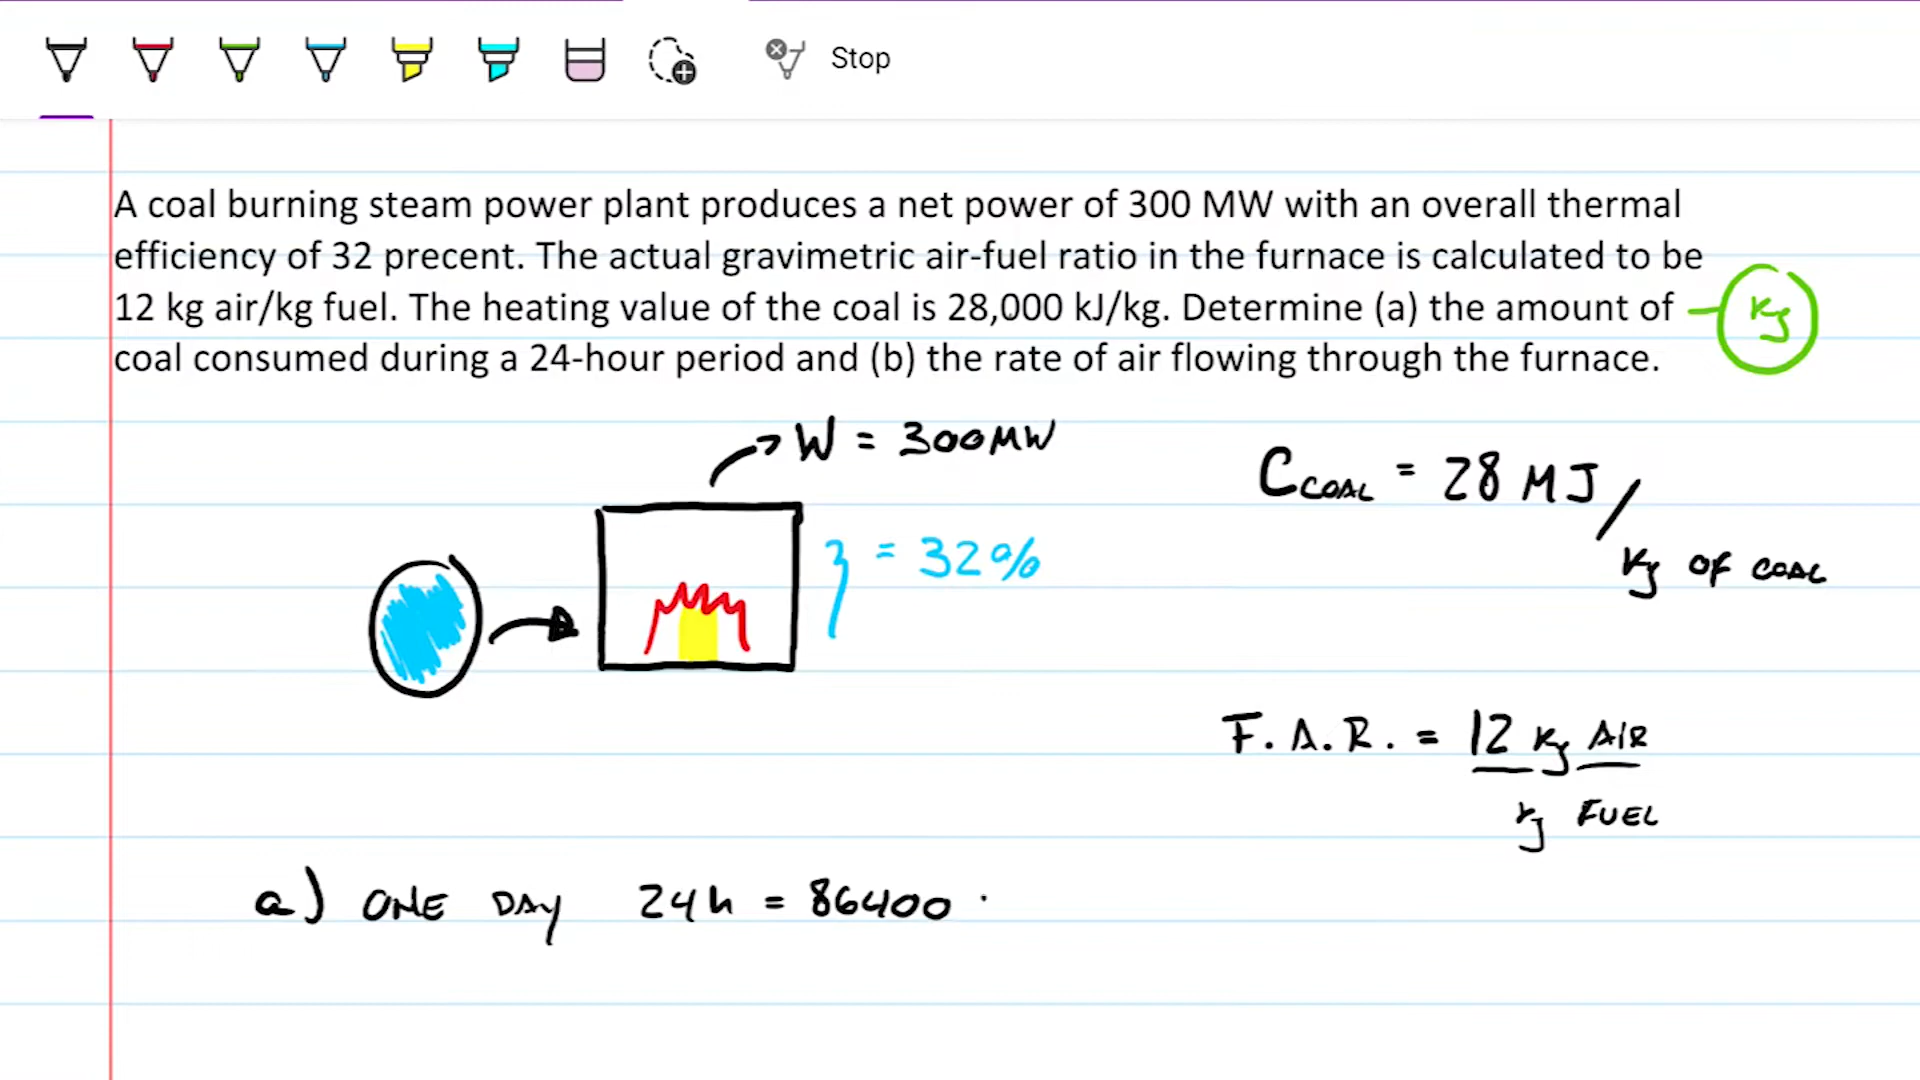 Stop
A coal burning steam power plant produces a net power of 300 MW with an overall thermal
efficiency of 32 precent. The actual gravimetric air-fuel ratio in the furnace is calculated to be
12 kg air/kg fuel. The heating value of the coal is 28,000 kJ/kg. Determine (a) the amount of
coal consumed during a 24-hour period and (b) the rate of air flowing through the furnace.
kg
W = 300MW
η = 32%
C COAL = 28 MJ/
kg OF COAL
F.A.R. = 12 kg AIR
kg FUEL
a) ONE DAY 24h = 86400